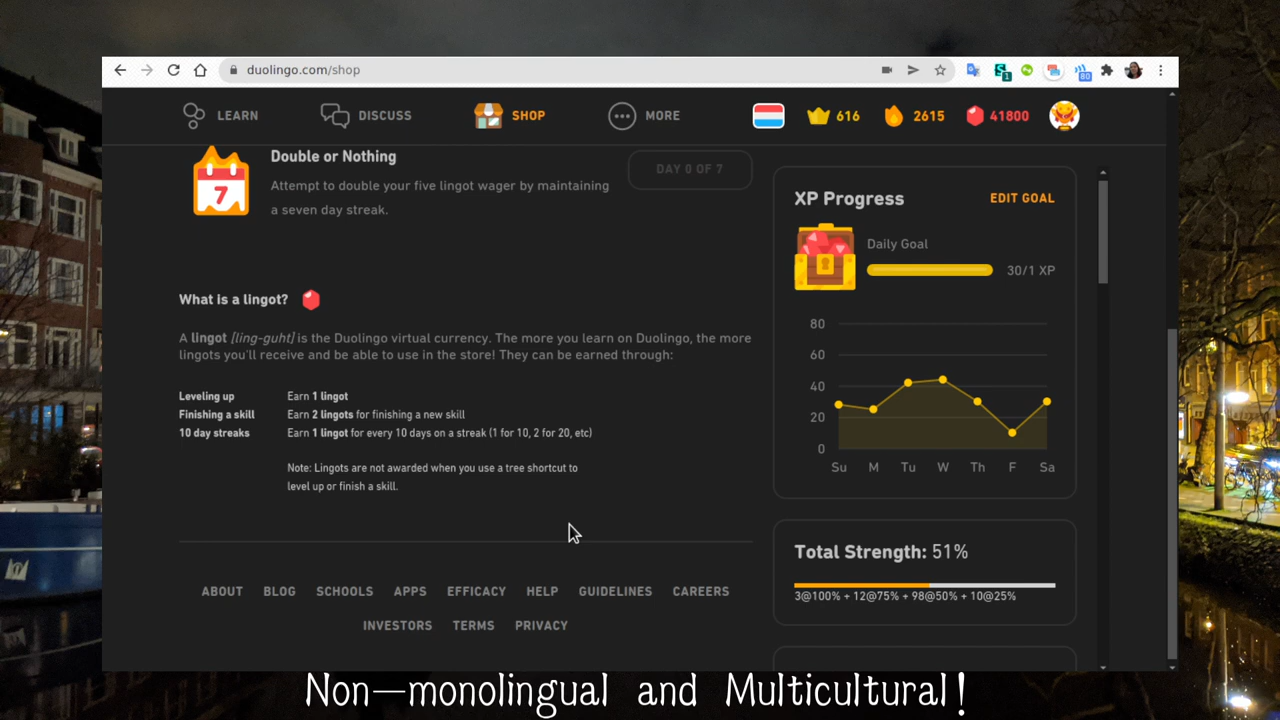 duolingo.com/shop
LEARN DISCUSS SHOP MORE 616 2615 41800
Double or Nothing
Attempt to double your five lingot wager by maintaining
a seven day streak.
DAY 0 OF 7
7
What is a lingot?
A lingot [ling-guht] is the Duolingo virtual currency. The more you learn on Duolingo, the more
lingots you'll receive and be able to use in the store! They can be earned through:
Leveling up Earn 1 lingot
Finishing a skill Earn 2 lingots for finishing a new skill
10 day streaks Earn 1 lingot for every 10 days on a streak (1 for 10, 2 for 20, etc)
Note: Lingots are not awarded when you use a tree shortcut to
level up or finish a skill.
ABOUT BLOG SCHOOLS APPS EFFICACY HELP GUIDELINES CAREERS
INVESTORS TERMS PRIVACY
XP Progress EDIT GOAL
Daily Goal
30/1 XP
80
60
40
20
0
Su M Tu W Th F Sa
Total Strength: 51%
3@100% + 12@75% + 98@50% + 10@25%
Non-monolingual and Multicultural!